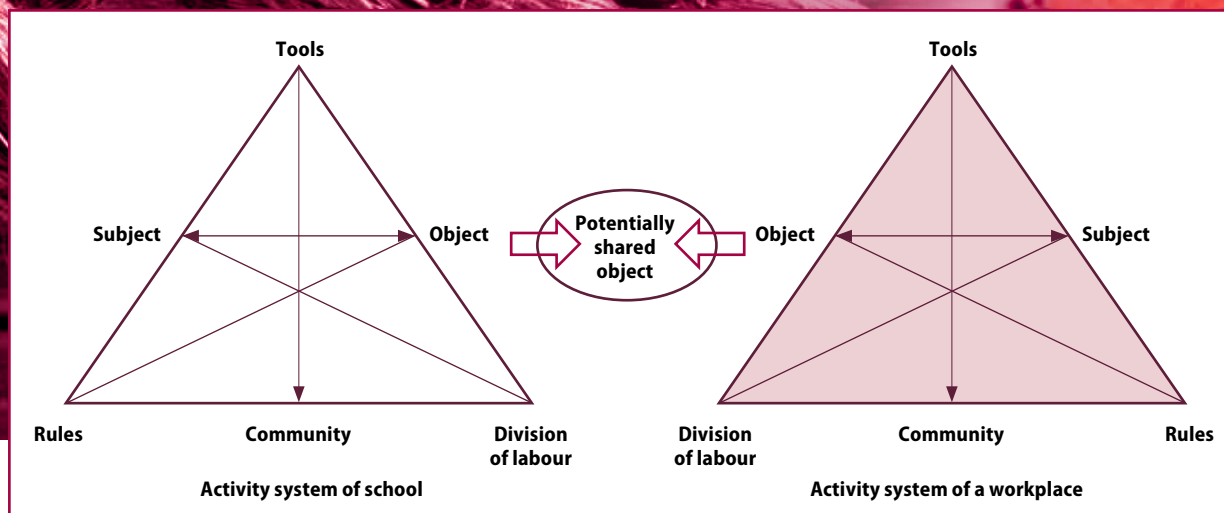 Tools
Tools
Subject
Object
Potentially
shared
object
Object
Subject
Rules
Community
Division
of labour
Division
of labour
Community
Rules
Activity system of school
Activity system of a workplace